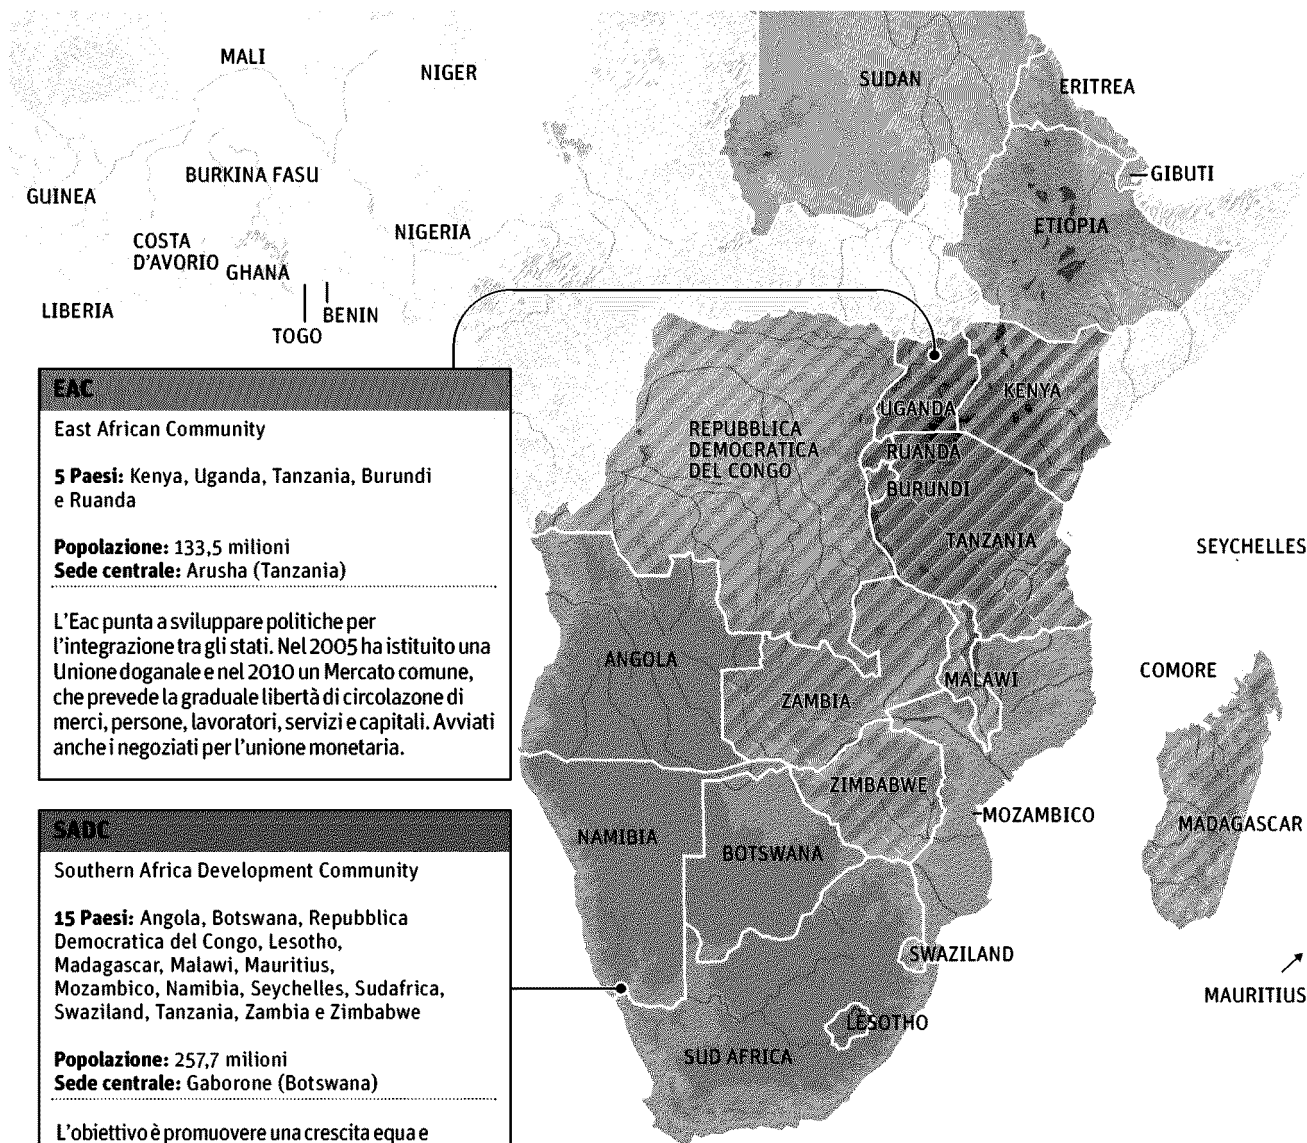 MALI
NIGER
SUDAN
ERITREA
GUINEA
BURKINA FASU
GIBUTI
COSTA
D'AVORIO
GHANA
NIGERIA
ETIOPIA
LIBERIA
TOGO
BENIN
EAC
East African Community
5 Paesi: Kenya, Uganda, Tanzania, Burundi
e Ruanda
Popolazione: 133,5 milioni
Sede centrale: Arusha (Tanzania)
L'Eac punta a sviluppare politiche per
l'integrazione tra gli stati. Nel 2005 ha istituito una
Unione doganale e nel 2010 un Mercato comune,
che prevede la graduale libertà di circolazone di
merci, persone, lavoratori, servizi e capitali. Avviati
anche i negoziati per l'unione monetaria.
UGANDA
KENYA
REPUBBLICA
DEMOCRATICA
DEL CONGO
RUANDA
BURUNDI
TANZANIA
SEYCHELLES
ANGOLA
ZAMBIA
MALAWI
COMORE
ZIMBABWE
MOZAMBICO
MADAGASCAR
NAMIBIA
BOTSWANA
SWAZILAND
MAURITIUS
LESOTHO
SUD AFRICA
SADC
Southern Africa Development Community
15 Paesi: Angola, Botswana, Repubblica
Democratica del Congo, Lesotho,
Madagascar, Malawi, Mauritius,
Mozambico, Namibia, Seychelles, Sudafrica,
Swaziland, Tanzania, Zambia e Zimbabwe
Popolazione: 257,7 milioni
Sede centrale: Gaborone (Botswana)
L'obiettivo è promuovere una crescita equa e